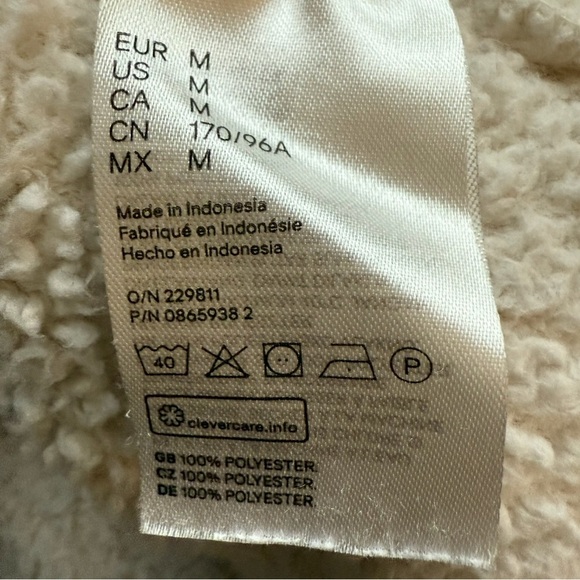 EUR M
US M
CA M
CN 170/96A
MX M
Made in Indonesia
Fabriqué en Indonésie
Hecho en Indonesia
O/N 229811
P/N 0865938 2
40 P
clevercare.info
GB 100% POLYESTER
CZ 100% POLYESTER
DE 100% POLYESTER